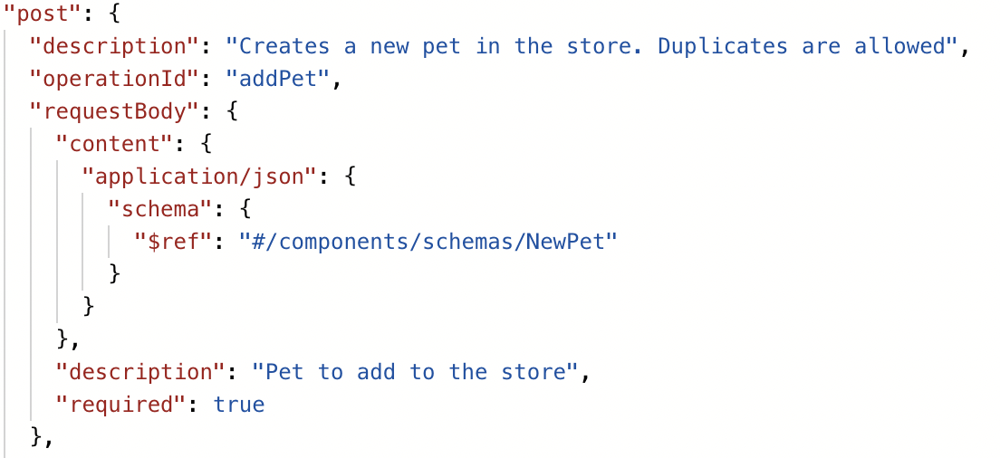 "post": {
  "description": "Creates a new pet in the store. Duplicates are allowed",
  "operationId": "addPet",
  "requestBody": {
    "content": {
      "application/json": {
        "schema": {
          "$ref": "#/components/schemas/NewPet"
        }
      }
    },
    "description": "Pet to add to the store",
    "required": true
  },